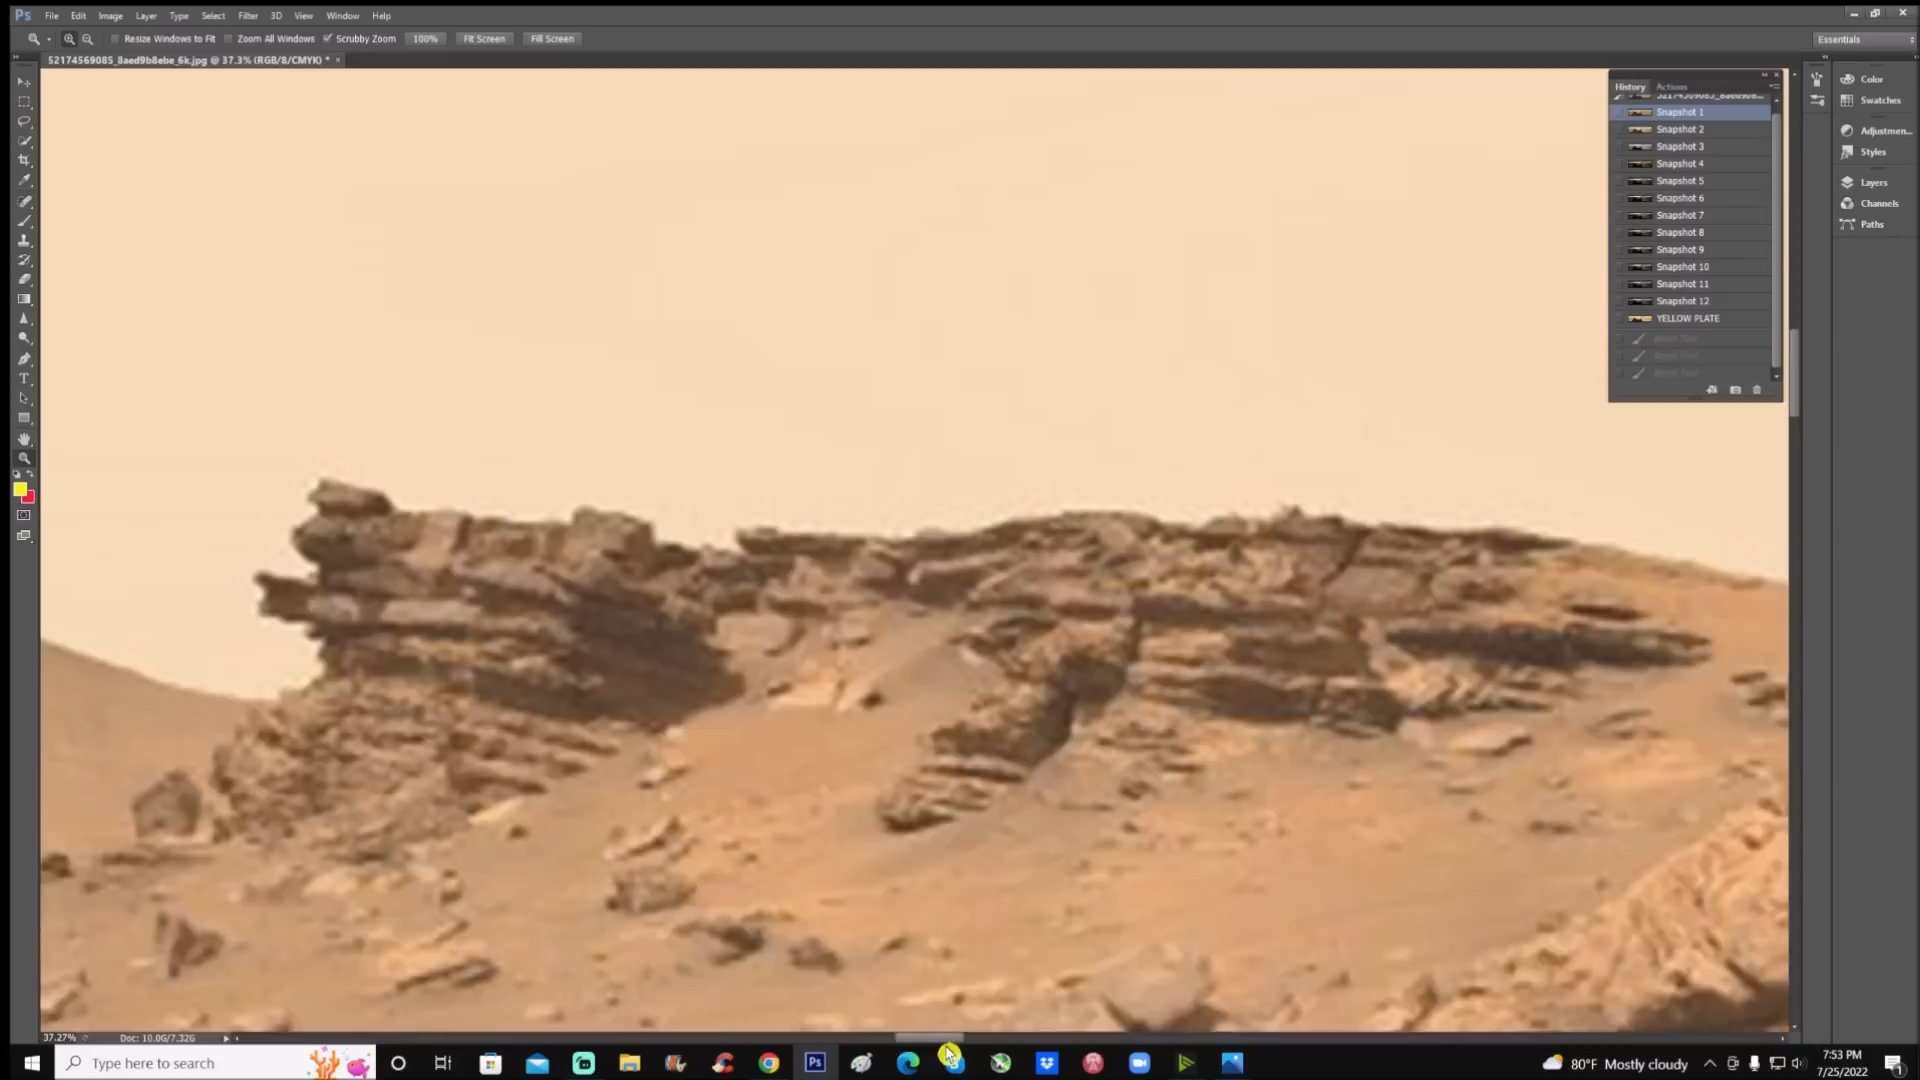 Ps File Edit Image Layer Type Select Filter 3D View Window Help
Resize Windows to Fit Zoom All Windows Scrubby Zoom 100% Fit Screen Fill Screen Essentials
52174569085_8aed9b8ebe_6k.jpg @ 37.3% (RGB/8/CMYK) * ×
History Actions
Snapshot 1
Snapshot 2
Snapshot 3
Snapshot 4
Snapshot 5
Snapshot 6
Snapshot 7
Snapshot 8
Snapshot 9
Snapshot 10
Snapshot 11
Snapshot 12
YELLOW PLATE
Color
Swatches
Adjustmen...
Styles
Layers
Channels
Paths
37.27% Doc: 10.0G/7.32G
Type here to search
Ps
80°F Mostly cloudy
7:53 PM
7/25/2022
1